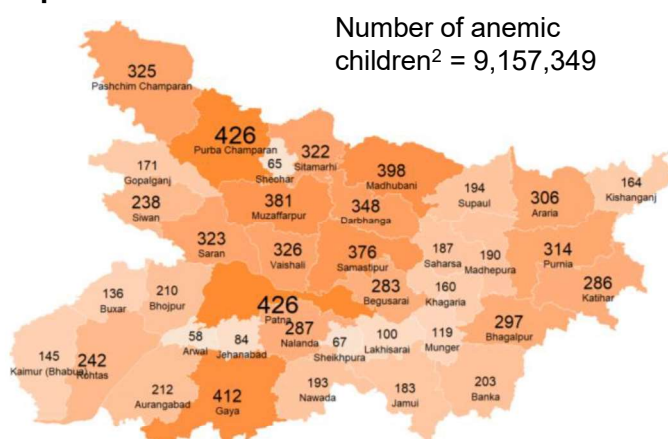 Number of anemic
children² = 9,157,349
325
Pashchim Champaran
426
Purba Champaran
65
Sheohar
322
Sitamarhi
171
Gopalganj
398
Madhubani
194
Supaul
306
Araria
164
Kishanganj
238
Siwan
381
Muzaffarpur
348
Darbhanga
323
Saran
326
Vaishali
376
Samastipur
187
Saharsa
190
Madhepura
314
Purnia
136
Buxar
210
Bhojpur
426
Patna
283
Begusarai
160
Khagaria
286
Katihar
58
Arwal
84
Jehanabad
287
Nalanda
67
Sheikhpura
100
Lakhisarai
119
Munger
297
Bhagalpur
145
Kaimur (Bhabua)
242
Rohtas
212
Aurangabad
412
Gaya
193
Nawada
183
Jamui
203
Banka